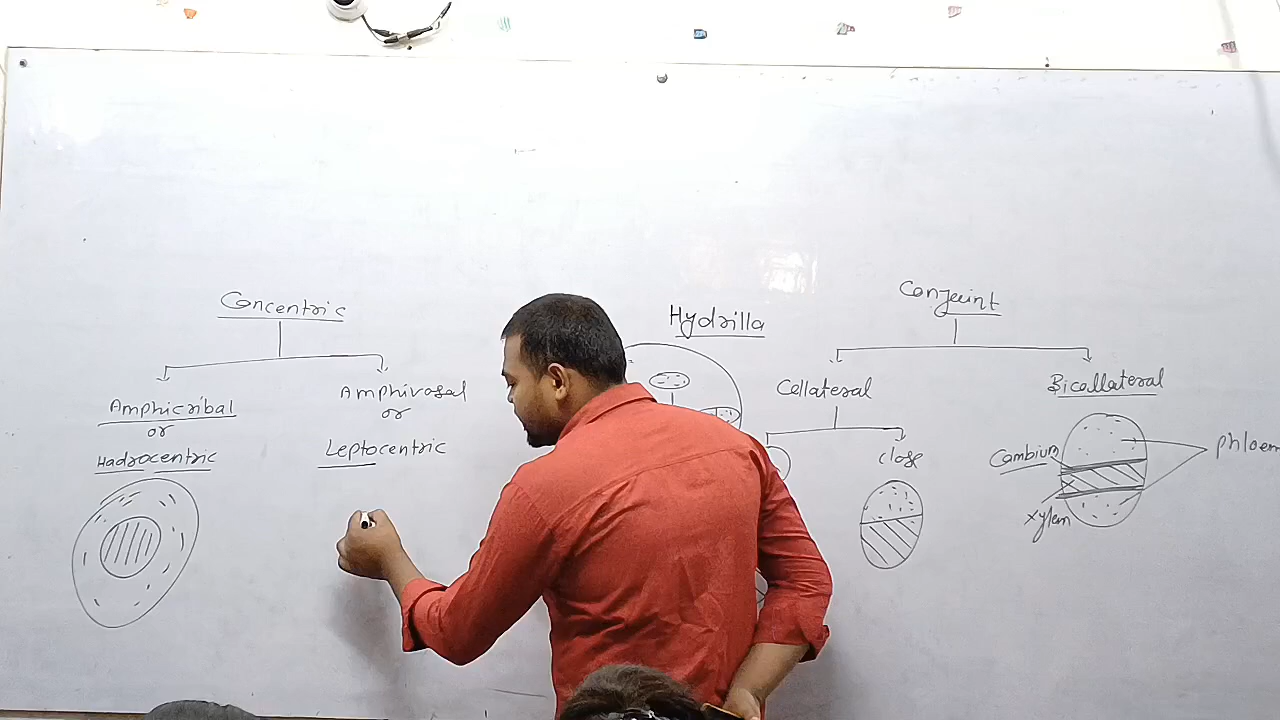 Concentric
Amphicribal
or
Hadrocentric
Amphivasal
or
Leptocentric
Hydrilla
Conjoint
Collateral
close
Bicollateral
Cambium
xylem
phloem